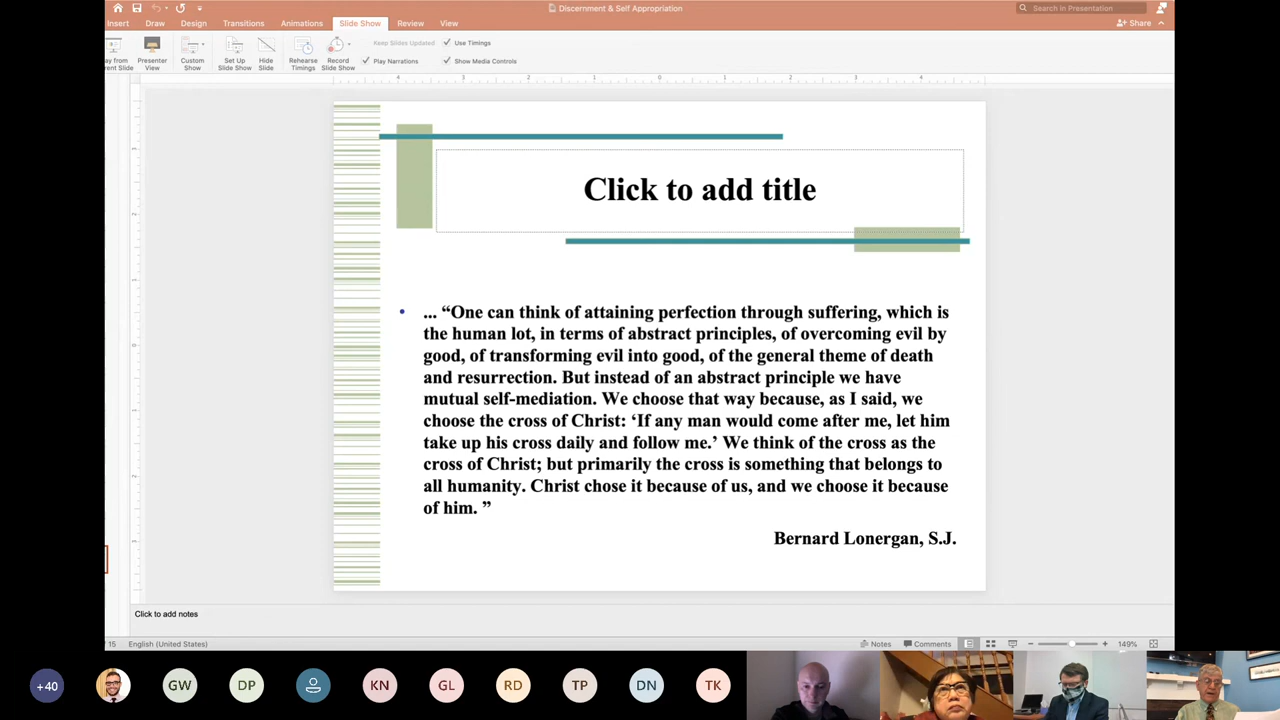 Discernment & Self Appropriation
Search in Presentation
Insert Draw Design Transitions Animations Slide Show Review View
Share
Presenter View
Custom Show
Set Up Slide Show
Hide Slide
Rehearse Timings
Record Slide Show
Keep Slides Updated
Play Narrations
Use Timings
Show Media Controls
Click to add title
• ... “One can think of attaining perfection through suffering, which is
the human lot, in terms of abstract principles, of overcoming evil by
good, of transforming evil into good, of the general theme of death
and resurrection. But instead of an abstract principle we have
mutual self-mediation. We choose that way because, as I said, we
choose the cross of Christ: ‘If any man would come after me, let him
take up his cross daily and follow me.’ We think of the cross as the
cross of Christ; but primarily the cross is something that belongs to
all humanity. Christ chose it because of us, and we choose it because
of him. ”
Bernard Lonergan, S.J.
Click to add notes
15 English (United States)
Notes Comments 149%
+40 GW DP KN GL RD TP DN TK